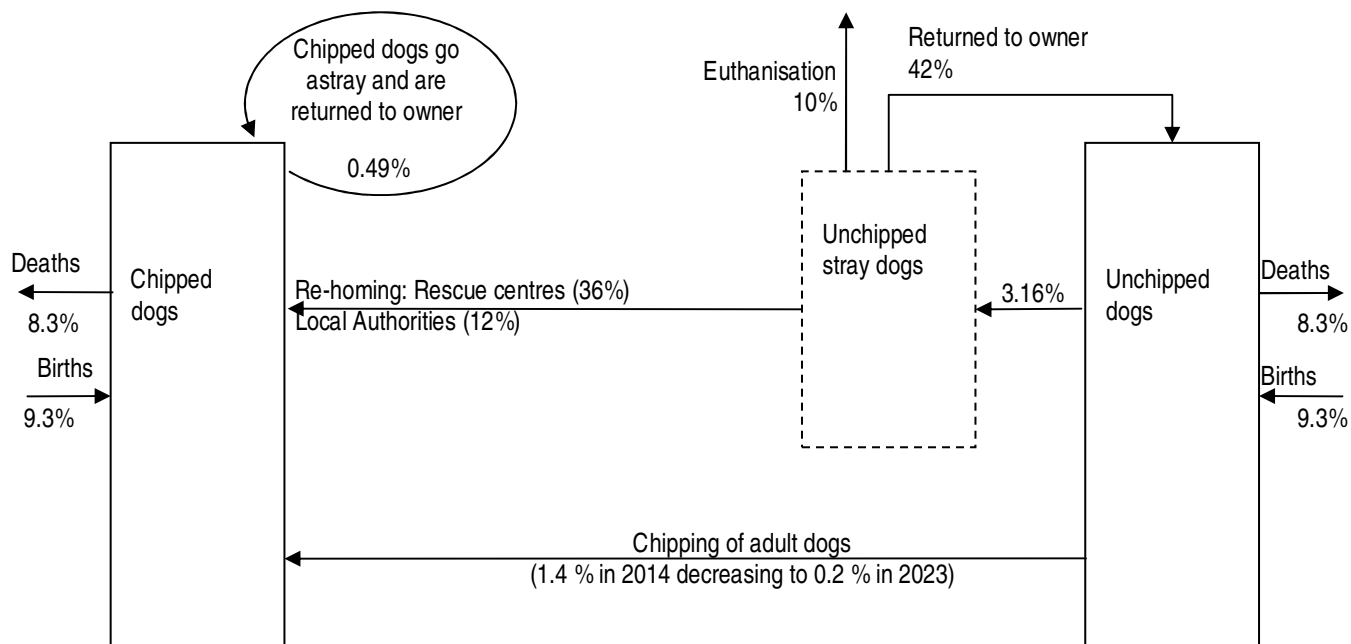 Chipped dogs go
astray and are
returned to owner
0.49%
Euthanisation
10%
Returned to owner
42%
Deaths
8.3%
Births
9.3%
Chipped
dogs
Re-homing: Rescue centres (36%)
Local Authorities (12%)
Unchipped
stray dogs
3.16%
Unchipped
dogs
Deaths
8.3%
Births
9.3%
Chipping of adult dogs
(1.4 % in 2014 decreasing to 0.2 % in 2023)